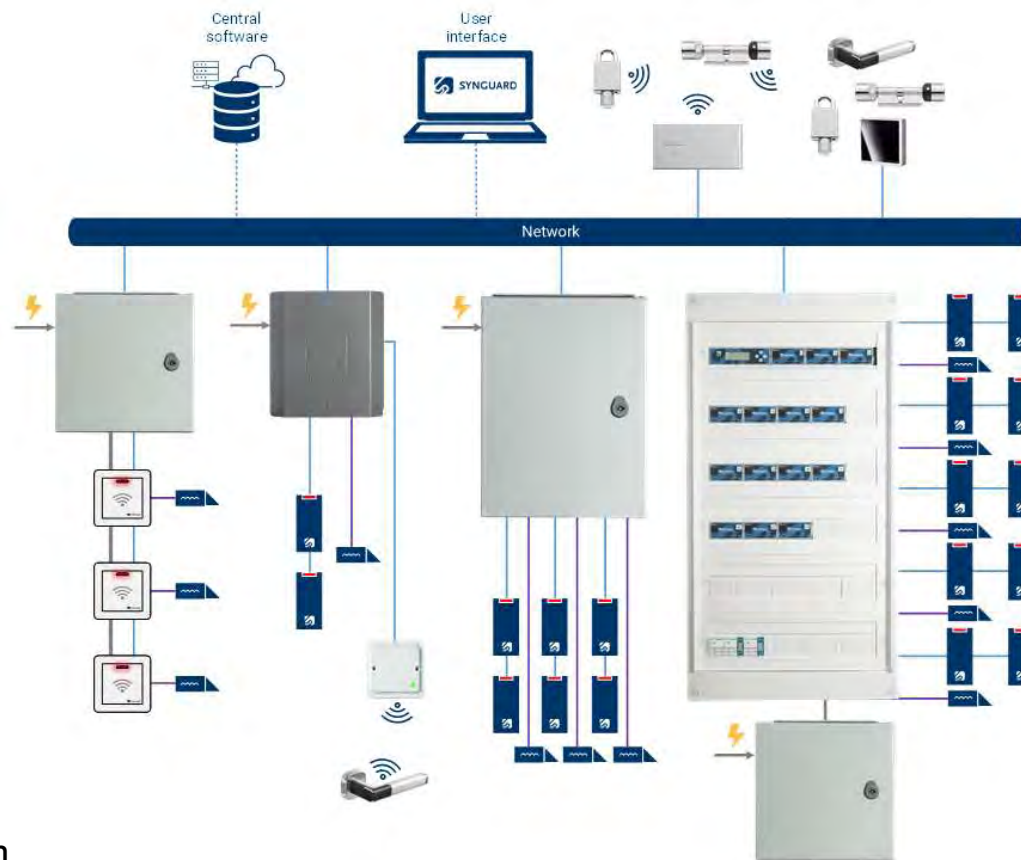 Central
software
User
interface
SYNGUARD
Network
n